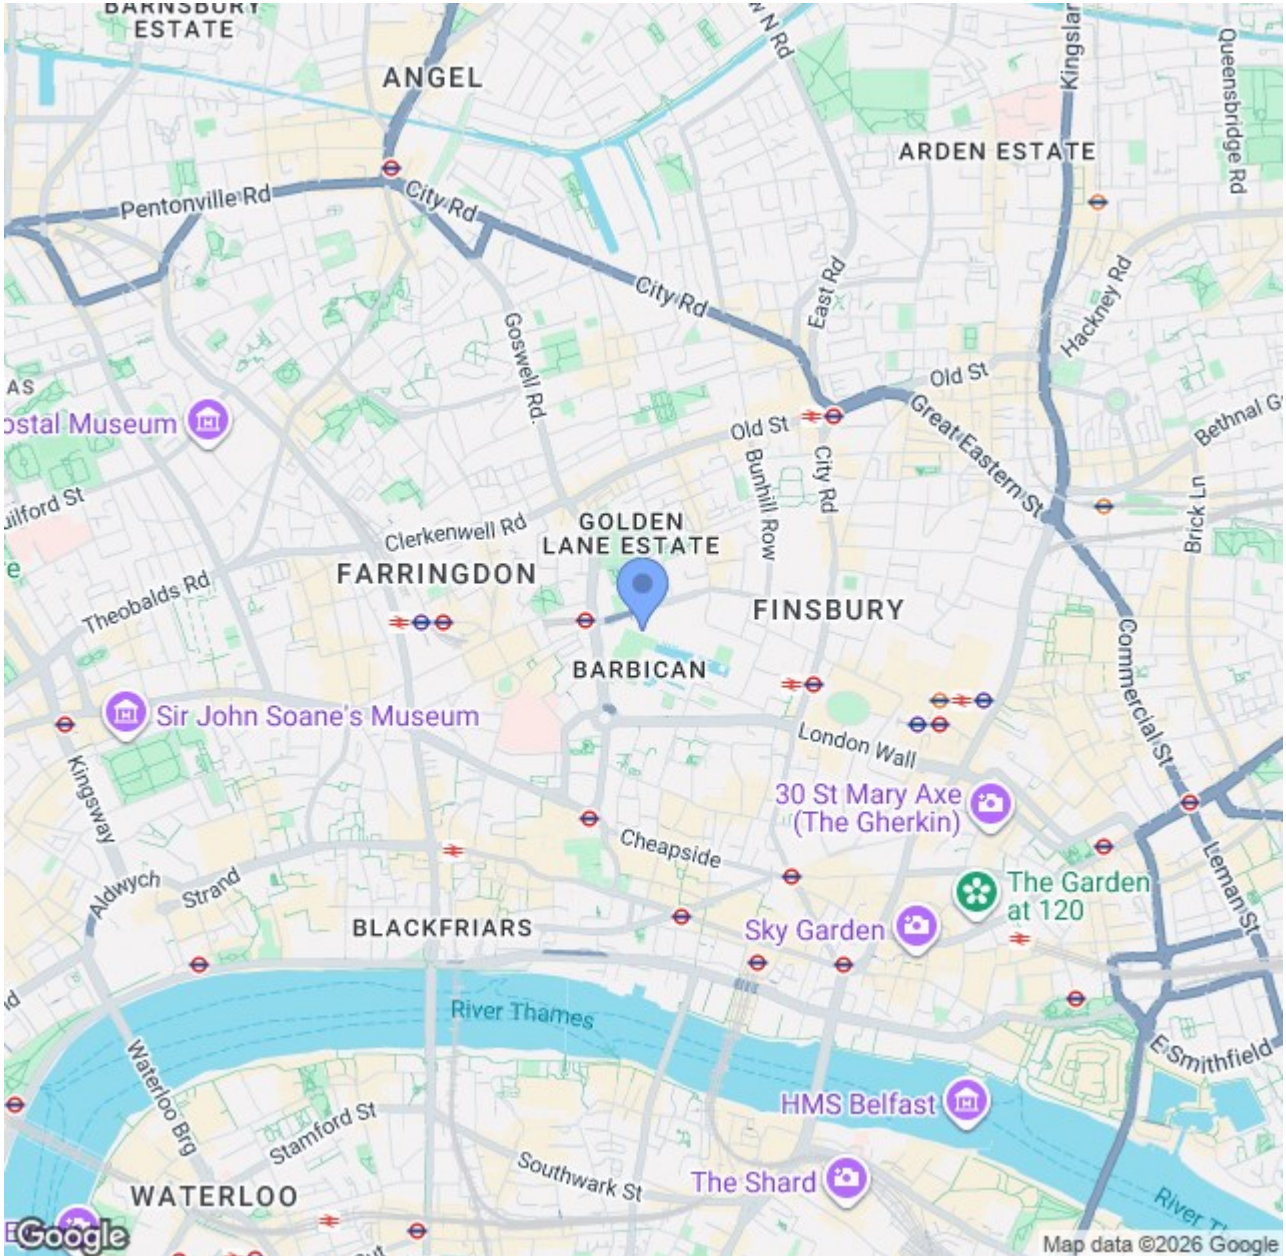 BARNSBURY
ESTATE
ANGEL
Kingslan
Queensbridge Rd
ARDEN ESTATE
Pentonville Rd
City Rd
City Rd
East Rd
Hackney Rd
Goswell Rd.
Old St
Great Eastern St
Bethnal G
ostal Museum
Old St
Bunhill Row
City Rd
Brick Ln
uilford St
Clerkenwell Rd
GOLDEN
LANE ESTATE
FARRINGDON
Theobalds Rd
FINSBURY
BARBICAN
Commercial St
Sir John Soane's Museum
London Wall
Kingsway
30 St Mary Axe
(The Gherkin)
Cheapside
Leman St
Aldwych
Strand
The Garden
at 120
BLACKFRIARS
Sky Garden
River Thames
E Smithfield
Waterloo Brg
HMS Belfast
Stamford St
Southwark St
The Shard
WATERLOO
River T
Google
Map data ©2026 Google